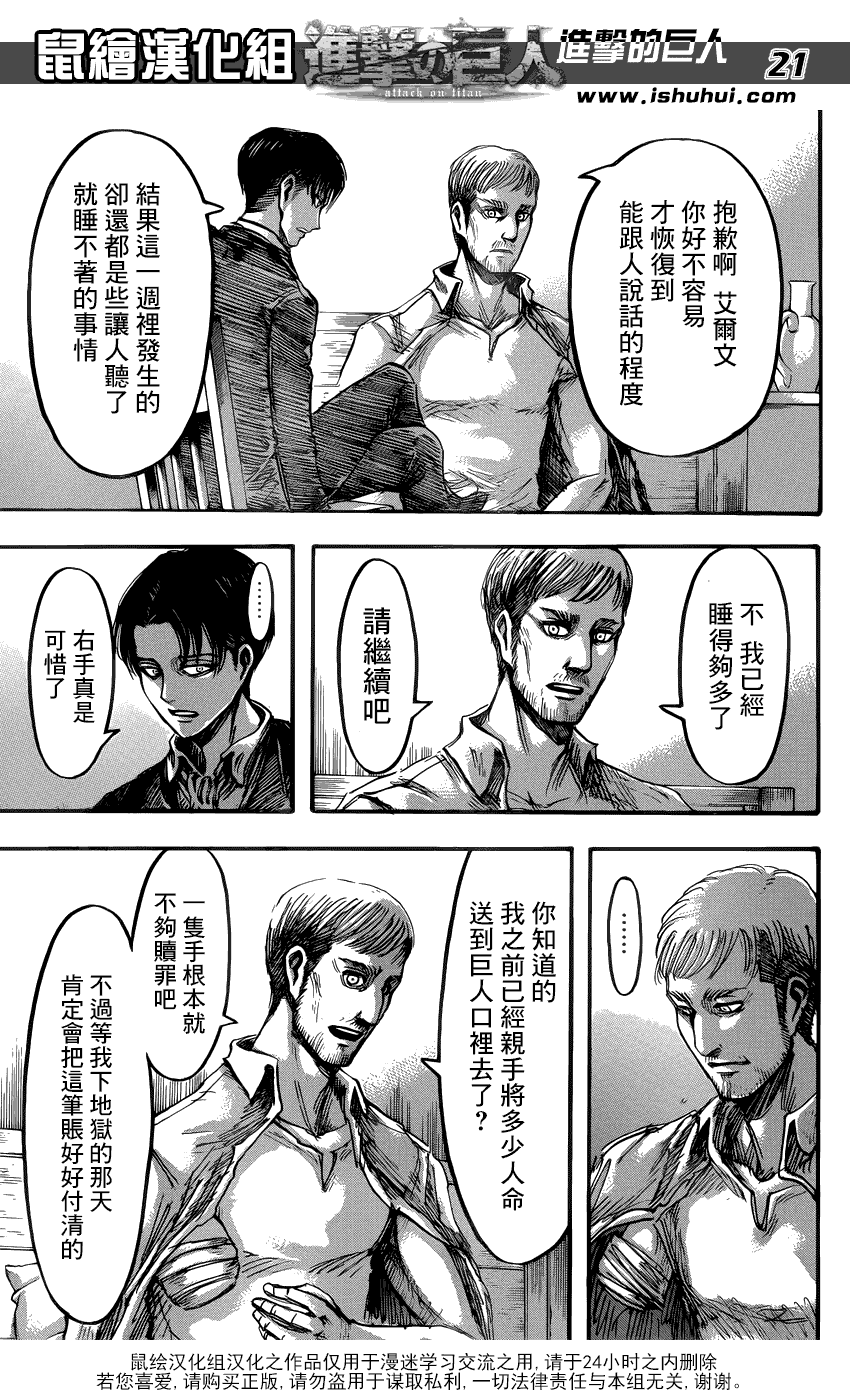 鼠繪漢化組
進撃の巨人
attack on titan
進擊的巨人
21
www.ishuhui.com
抱歉啊 艾爾文
你好不容易
才恢復到
能跟人說話的程度
結果這一週裡發生的
卻還都是些讓人聽了
就睡不著的事情
不 我已經
睡得夠多了
請繼續吧
……
右手真是
可惜了
……
你知道的
我之前已經親手將多少人命
送到巨人口裡去了?
一隻手根本就
不夠贖罪吧
不過等我下地獄的那天
肯定會把這筆賬好好付清的
鼠绘汉化组汉化之作品仅用于漫迷学习交流之用, 请于24小时之内删除
若您喜爱, 请购买正版, 请勿盗用于谋取私利, 一切法律责任与本组无关, 谢谢。